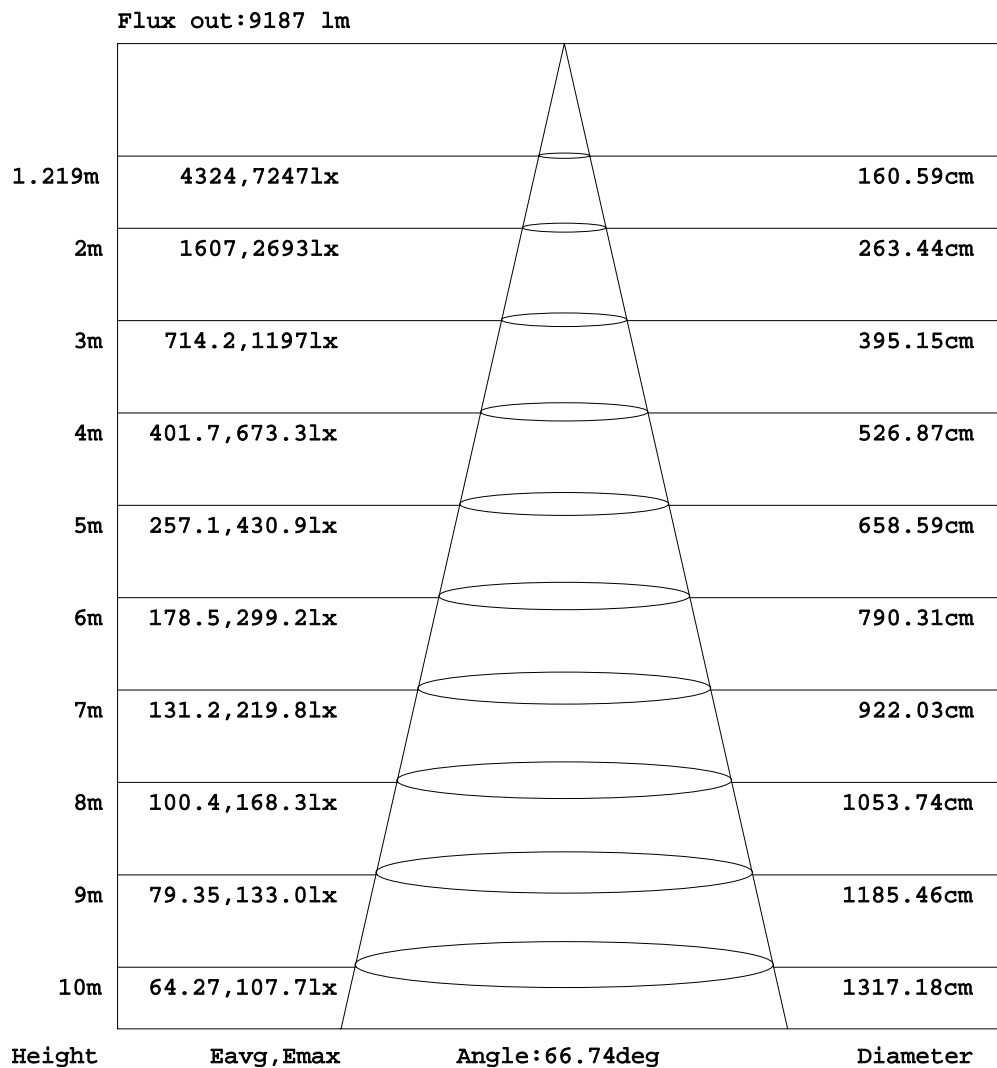 Flux out:9187 lm
1.219m 4324,7247lx 160.59cm
2m 1607,2693lx 263.44cm
3m 714.2,1197lx 395.15cm
4m 401.7,673.3lx 526.87cm
5m 257.1,430.9lx 658.59cm
6m 178.5,299.2lx 790.31cm
7m 131.2,219.8lx 922.03cm
8m 100.4,168.3lx 1053.74cm
9m 79.35,133.0lx 1185.46cm
10m 64.27,107.7lx 1317.18cm
Height Eavg,Emax Angle:66.74deg Diameter